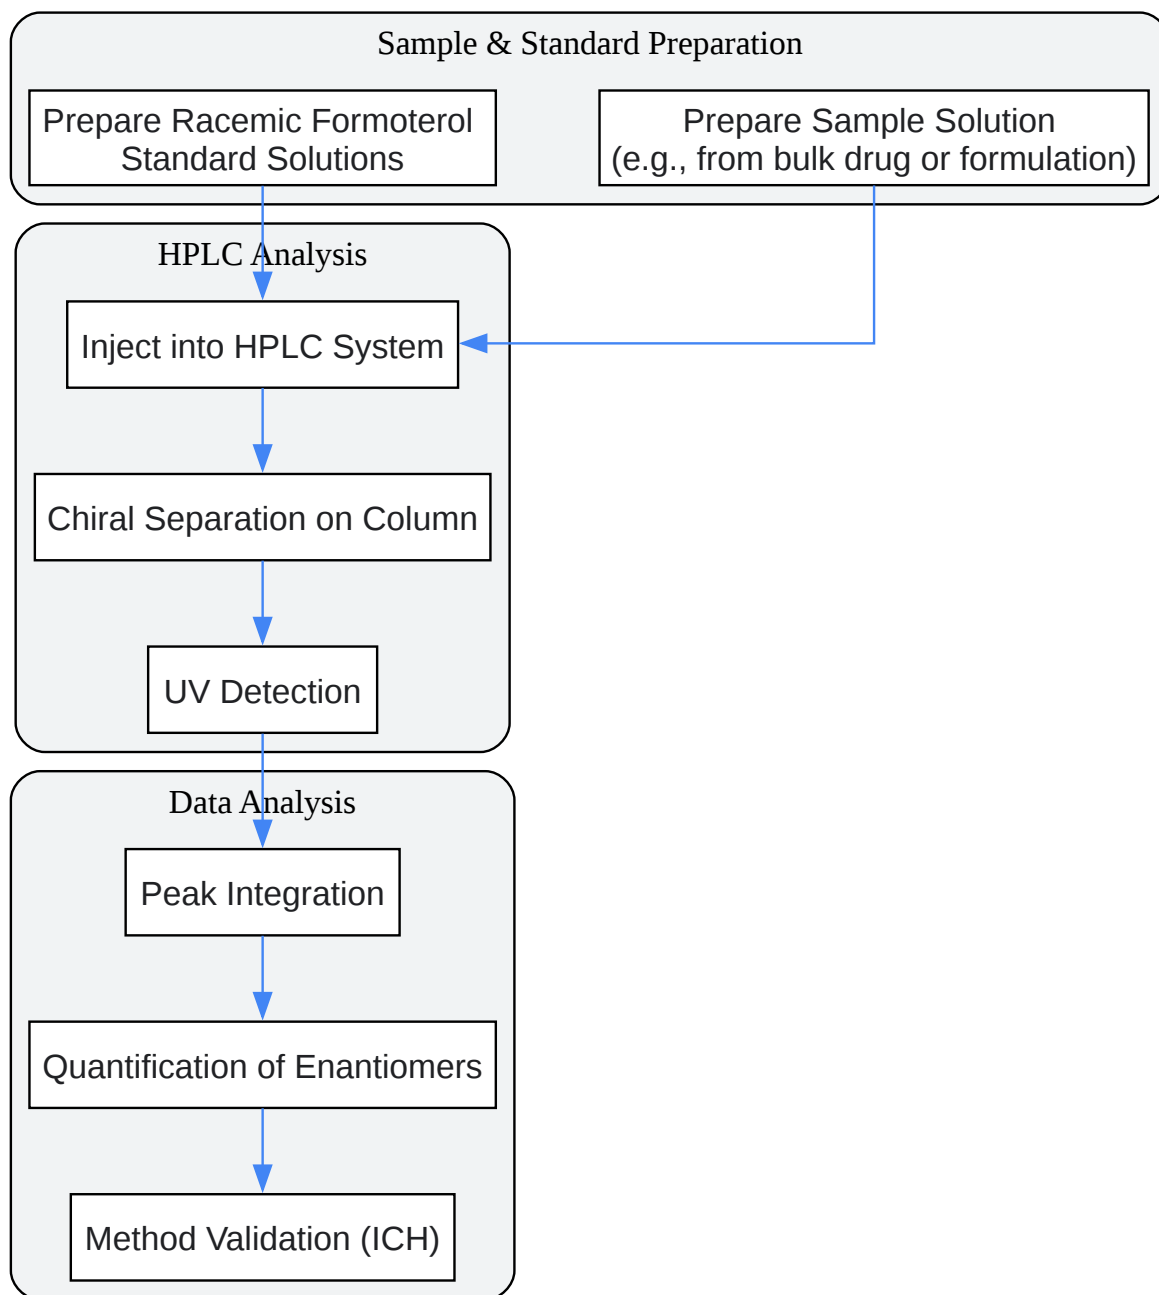 Sample & Standard Preparation
Prepare Racemic Formoterol
Standard Solutions
Prepare Sample Solution
(e.g., from bulk drug or formulation)
HPLC Analysis
Inject into HPLC System
Chiral Separation on Column
UV Detection
Data Analysis
Peak Integration
Quantification of Enantiomers
Method Validation (ICH)